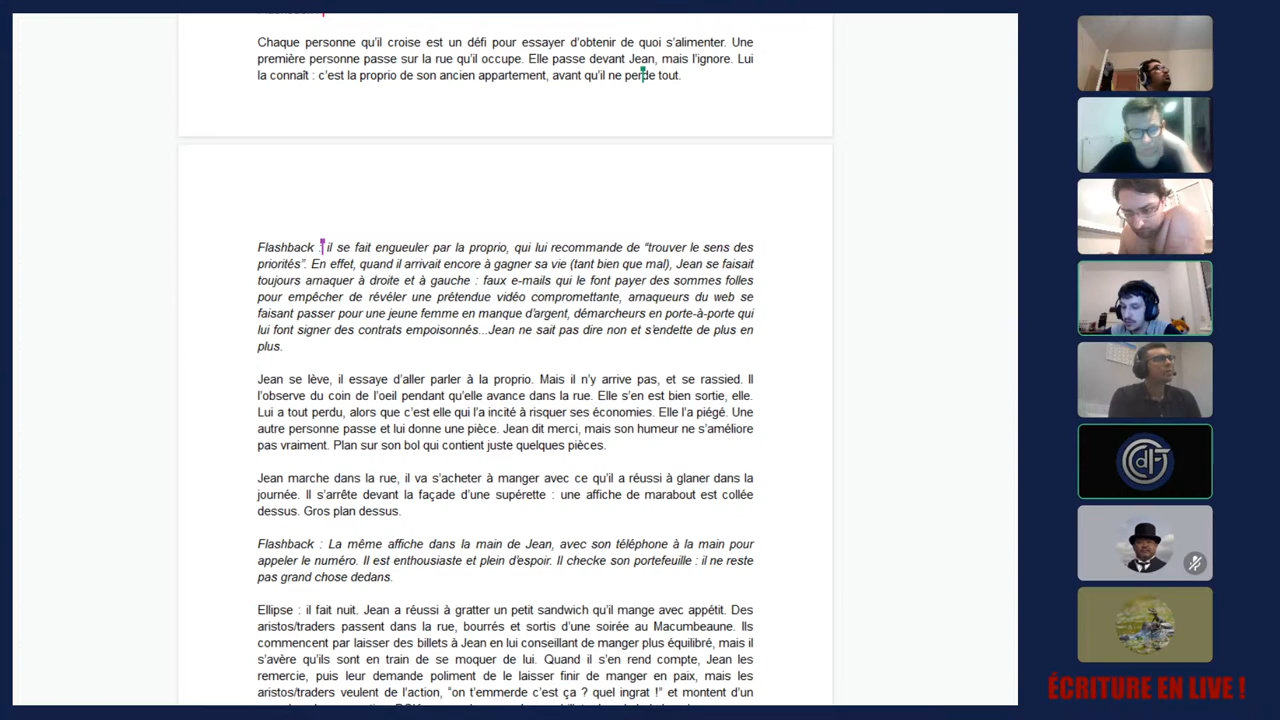 Chaque personne qu’il croise est un défi pour essayer d’obtenir de quoi s’alimenter. Une
première personne passe sur la rue qu’il occupe. Elle passe devant Jean, mais l’ignore. Lui
la connaît : c’est la proprio de son ancien appartement, avant qu’il ne perde tout.
Flashback : il se fait engueuler par la proprio, qui lui recommande de “trouver le sens des
priorités”. En effet, quand il arrivait encore à gagner sa vie (tant bien que mal), Jean se faisait
toujours arnaquer à droite et à gauche : faux e-mails qui le font payer des sommes folles
pour empêcher de révéler une prétendue vidéo compromettante, arnaqueurs du web se
faisant passer pour une jeune femme en manque d’argent, démarcheurs en porte-à-porte qui
lui font signer des contrats empoisonnés...Jean ne sait pas dire non et s’endette de plus en
plus.
Jean se lève, il essaye d’aller parler à la proprio. Mais il n’y arrive pas, et se rassied. Il
l’observe du coin de l’oeil pendant qu’elle avance dans la rue. Elle s’en est bien sortie, elle.
Lui a tout perdu, alors que c’est elle qui l’a incité à risquer ses économies. Elle l’a piégé. Une
autre personne passe et lui donne une pièce. Jean dit merci, mais son humeur ne s’améliore
pas vraiment. Plan sur son bol qui contient juste quelques pièces.
Jean marche dans la rue, il va s’acheter à manger avec ce qu’il a réussi à glaner dans la
journée. Il s’arrête devant la façade d’une supérette : une affiche de marabout est collée
dessus. Gros plan dessus.
Flashback : La même affiche dans la main de Jean, avec son téléphone à la main pour
appeler le numéro. Il est enthousiaste et plein d’espoir. Il checke son portefeuille : il ne reste
pas grand chose dedans.
Ellipse : il fait nuit. Jean a réussi à gratter un petit sandwich qu’il mange avec appétit. Des
aristos/traders passent dans la rue, bourrés et sortis d’une soirée au Macumbeaune. Ils
commencent par laisser des billets à Jean en lui conseillant de manger plus équilibré, mais il
s’avère qu’ils sont en train de se moquer de lui. Quand il s’en rend compte, Jean les
remercie, puis leur demande poliment de le laisser finir de manger en paix, mais les
aristos/traders veulent de l’action, “on t’emmerde c’est ça ? quel ingrat !” et montent d’un
ÉCRITURE EN LIVE !